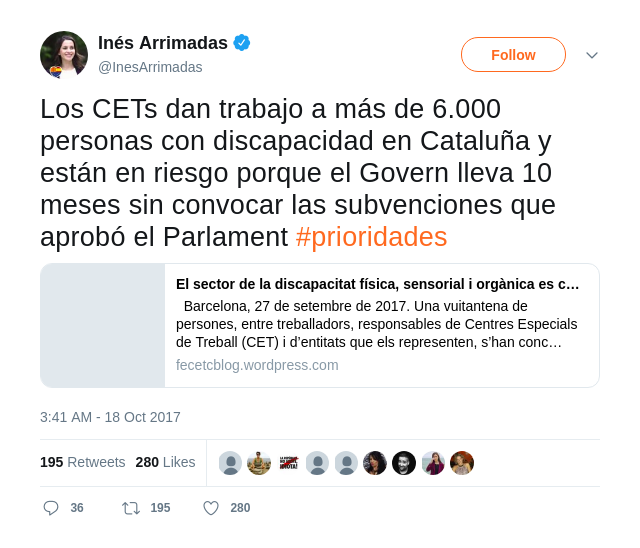 Inés Arrimadas
@InesArrimadas
Follow
Los CETs dan trabajo a más de 6.000
personas con discapacidad en Cataluña y
están en riesgo porque el Govern lleva 10
meses sin convocar las subvenciones que
aprobó el Parlament #prioridades
El sector de la discapacitat física, sensorial i orgànica es c…
Barcelona, 27 de setembre de 2017. Una vuitantena de
persones, entre treballadors, responsables de Centres Especials
de Treball (CET) i d’entitats que els representen, s’han conc…
fecetcblog.wordpress.com
3:41 AM - 18 Oct 2017
195 Retweets 280 Likes
36 195 280